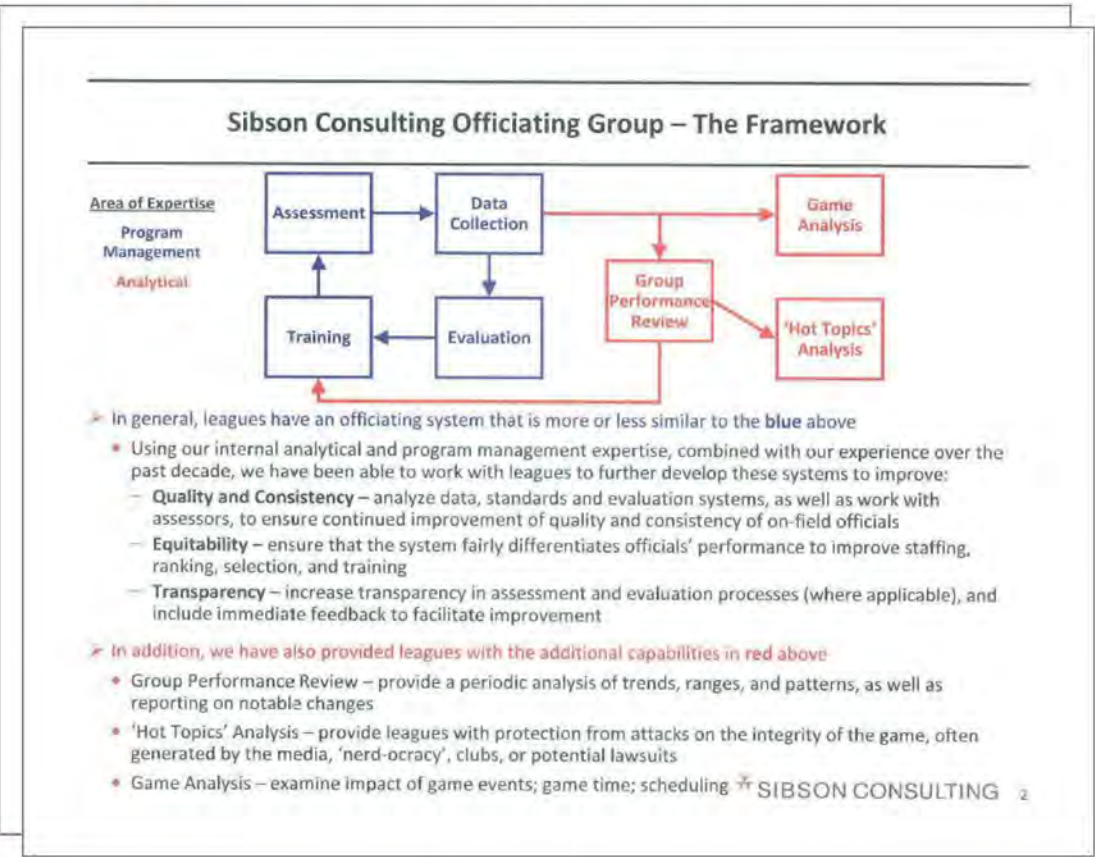 Sibson Consulting Officiating Group – The Framework
Area of Expertise
Program
Management
Analytical
Assessment
Data
Collection
Game
Analysis
Group
Performance
Review
Training
Evaluation
'Hot Topics'
Analysis
➢ In general, leagues have an officiating system that is more or less similar to the blue above
• Using our internal analytical and program management expertise, combined with our experience over the
past decade, we have been able to work with leagues to further develop these systems to improve:
– Quality and Consistency – analyze data, standards and evaluation systems, as well as work with
assessors, to ensure continued improvement of quality and consistency of on-field officials
– Equitability – ensure that the system fairly differentiates officials' performance to improve staffing,
ranking, selection, and training
– Transparency – increase transparency in assessment and evaluation processes (where applicable), and
include immediate feedback to facilitate improvement
➢ In addition, we have also provided leagues with the additional capabilities in red above
• Group Performance Review – provide a periodic analysis of trends, ranges, and patterns, as well as
reporting on notable changes
• 'Hot Topics' Analysis – provide leagues with protection from attacks on the integrity of the game, often
generated by the media, 'nerd-ocracy', clubs, or potential lawsuits
• Game Analysis – examine impact of game events; game time; scheduling
SIBSON CONSULTING 2